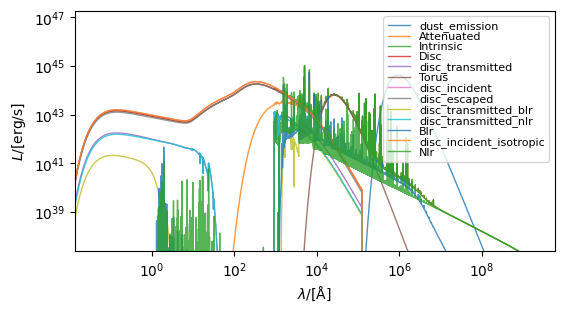 10^47
10^45
10^43
10^41
10^39
L/[erg/s]
dust_emission
Attenuated
Intrinsic
Disc
disc_transmitted
Torus
disc_incident
disc_escaped
disc_transmitted_blr
disc_transmitted_nlr
Blr
disc_incident_isotropic
Nlr
10^0
10^2
10^4
10^6
10^8
λ/[Å]